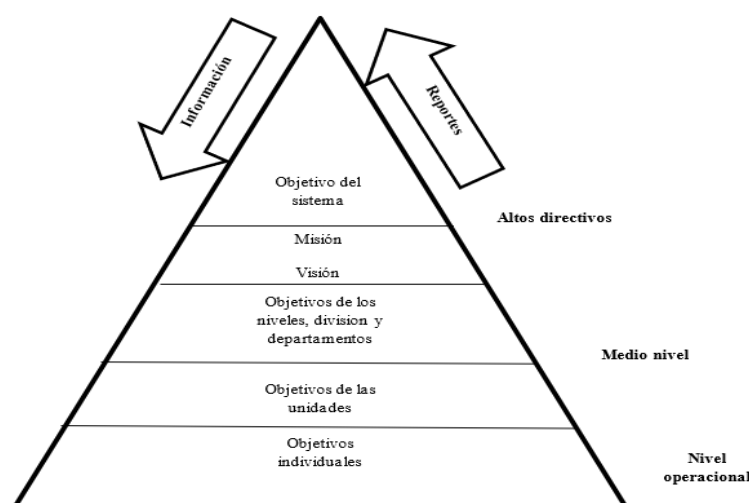 Información
Reportes
Objetivo del
sistema
Altos directivos
Misión
Visión
Objetivos de los
niveles, division y
departamentos
Medio nivel
Objetivos de las
unidades
Objetivos
individuales
Nivel
operacional